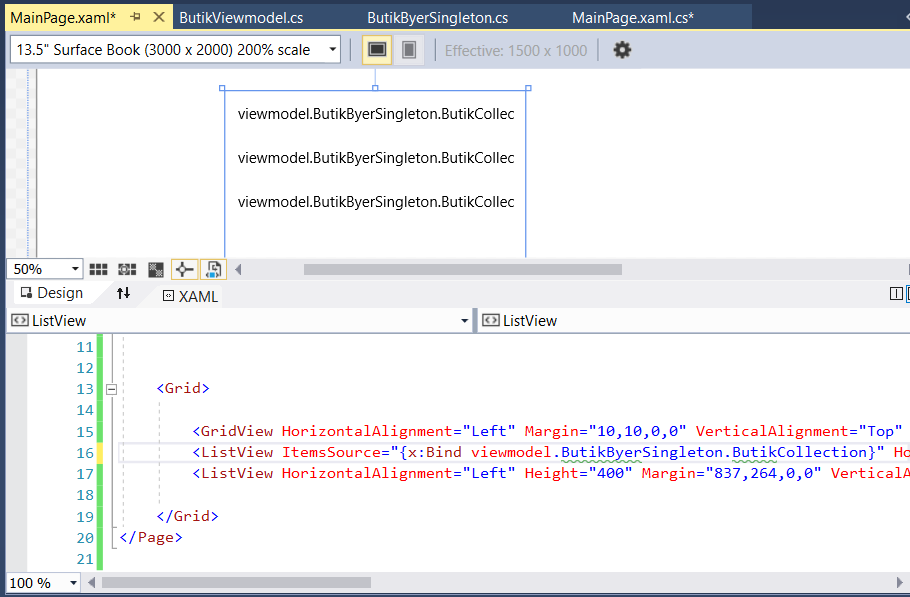 MainPage.xaml* ButikViewmodel.cs ButikByerSingleton.cs MainPage.xaml.cs*
13.5" Surface Book (3000 x 2000) 200% scale Effective: 1500 x 1000
viewmodel.ButikByerSingleton.ButikCollec
viewmodel.ButikByerSingleton.ButikCollec
viewmodel.ButikByerSingleton.ButikCollec
50%
Design XAML
ListView ListView
11
12
13 <Grid>
14
15 <GridView HorizontalAlignment="Left" Margin="10,10,0,0" VerticalAlignment="Top"
16 <ListView ItemsSource="{x:Bind viewmodel.ButikByerSingleton.ButikCollection}" Ho
17 <ListView HorizontalAlignment="Left" Height="400" Margin="837,264,0,0" VerticalA
18
19 </Grid>
20 </Page>
21
100 %